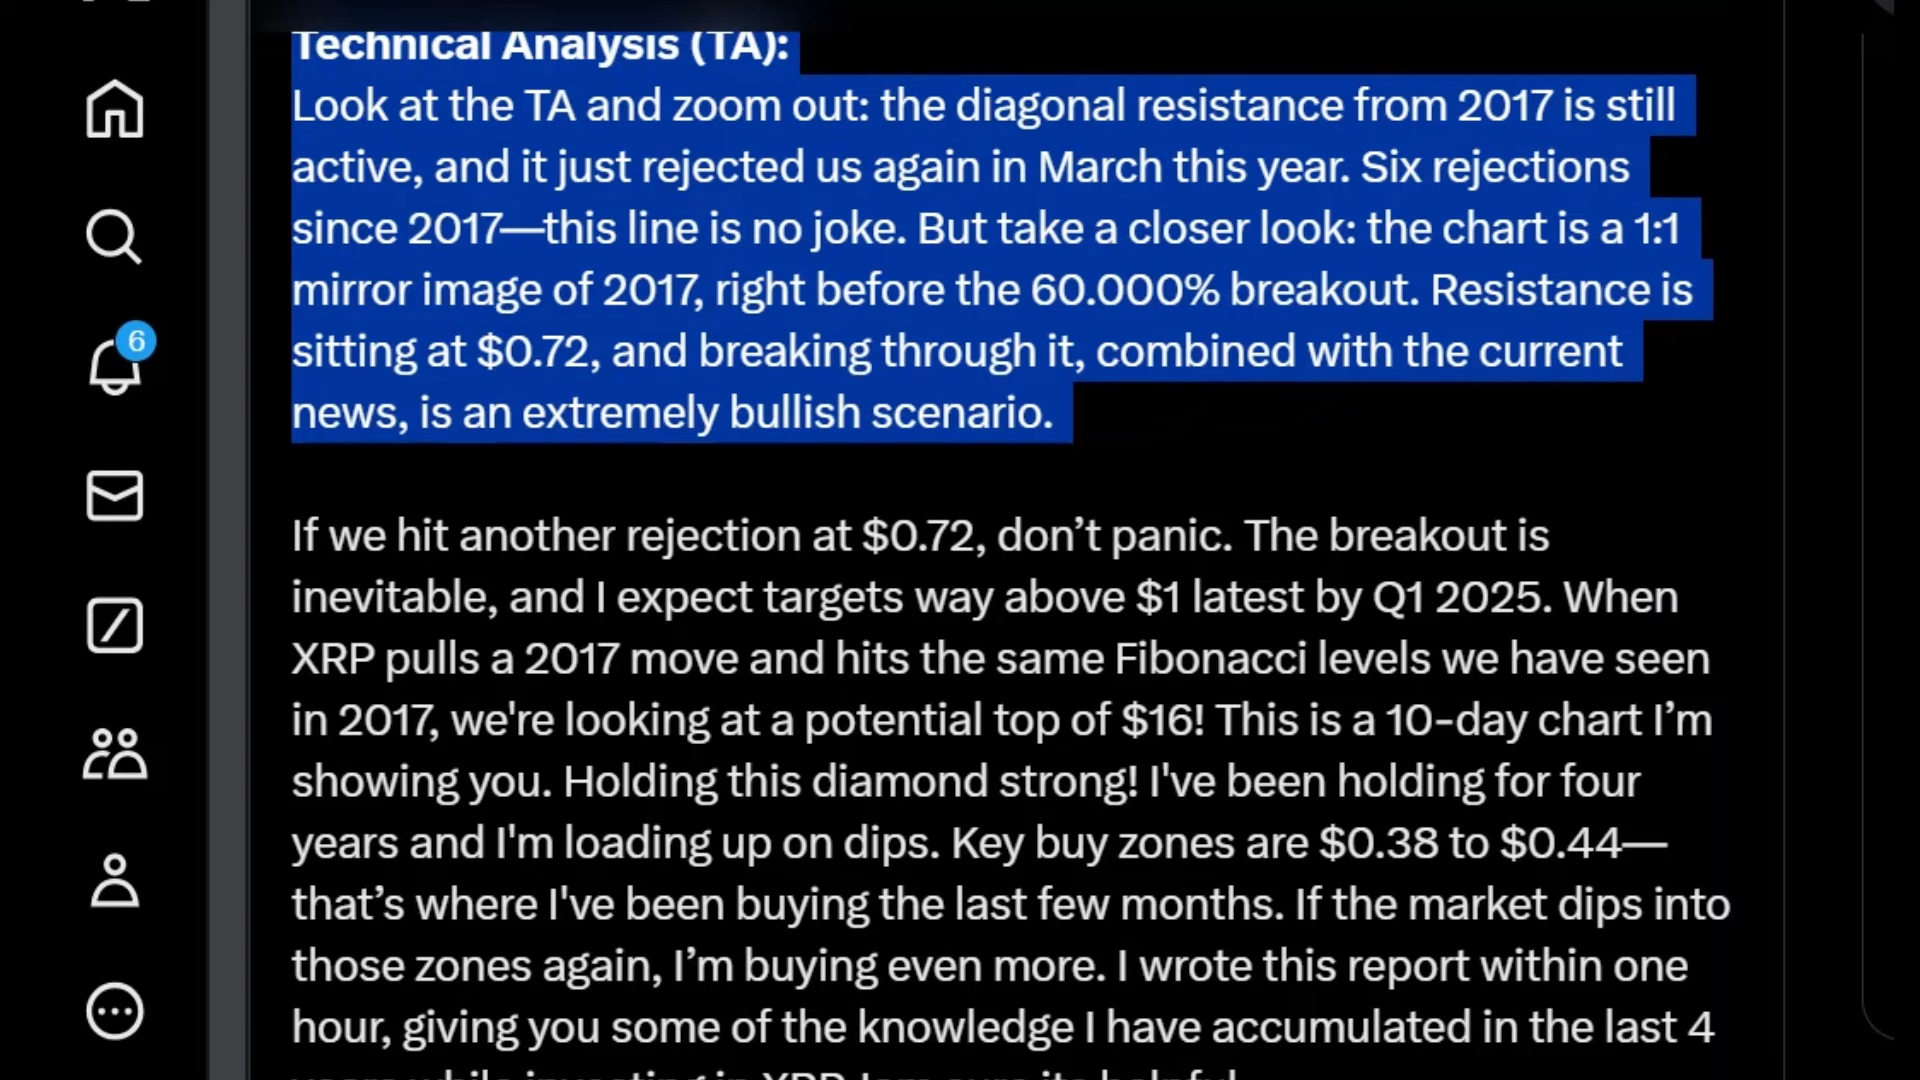 Technical Analysis (TA):
Look at the TA and zoom out: the diagonal resistance from 2017 is still
active, and it just rejected us again in March this year. Six rejections
since 2017—this line is no joke. But take a closer look: the chart is a 1:1
mirror image of 2017, right before the 60.000% breakout. Resistance is
sitting at $0.72, and breaking through it, combined with the current
news, is an extremely bullish scenario.
If we hit another rejection at $0.72, don’t panic. The breakout is
inevitable, and I expect targets way above $1 latest by Q1 2025. When
XRP pulls a 2017 move and hits the same Fibonacci levels we have seen
in 2017, we're looking at a potential top of $16! This is a 10-day chart I’m
showing you. Holding this diamond strong! I've been holding for four
years and I'm loading up on dips. Key buy zones are $0.38 to $0.44—
that’s where I've been buying the last few months. If the market dips into
those zones again, I’m buying even more. I wrote this report within one
hour, giving you some of the knowledge I have accumulated in the last 4
years while investing in XRP
6